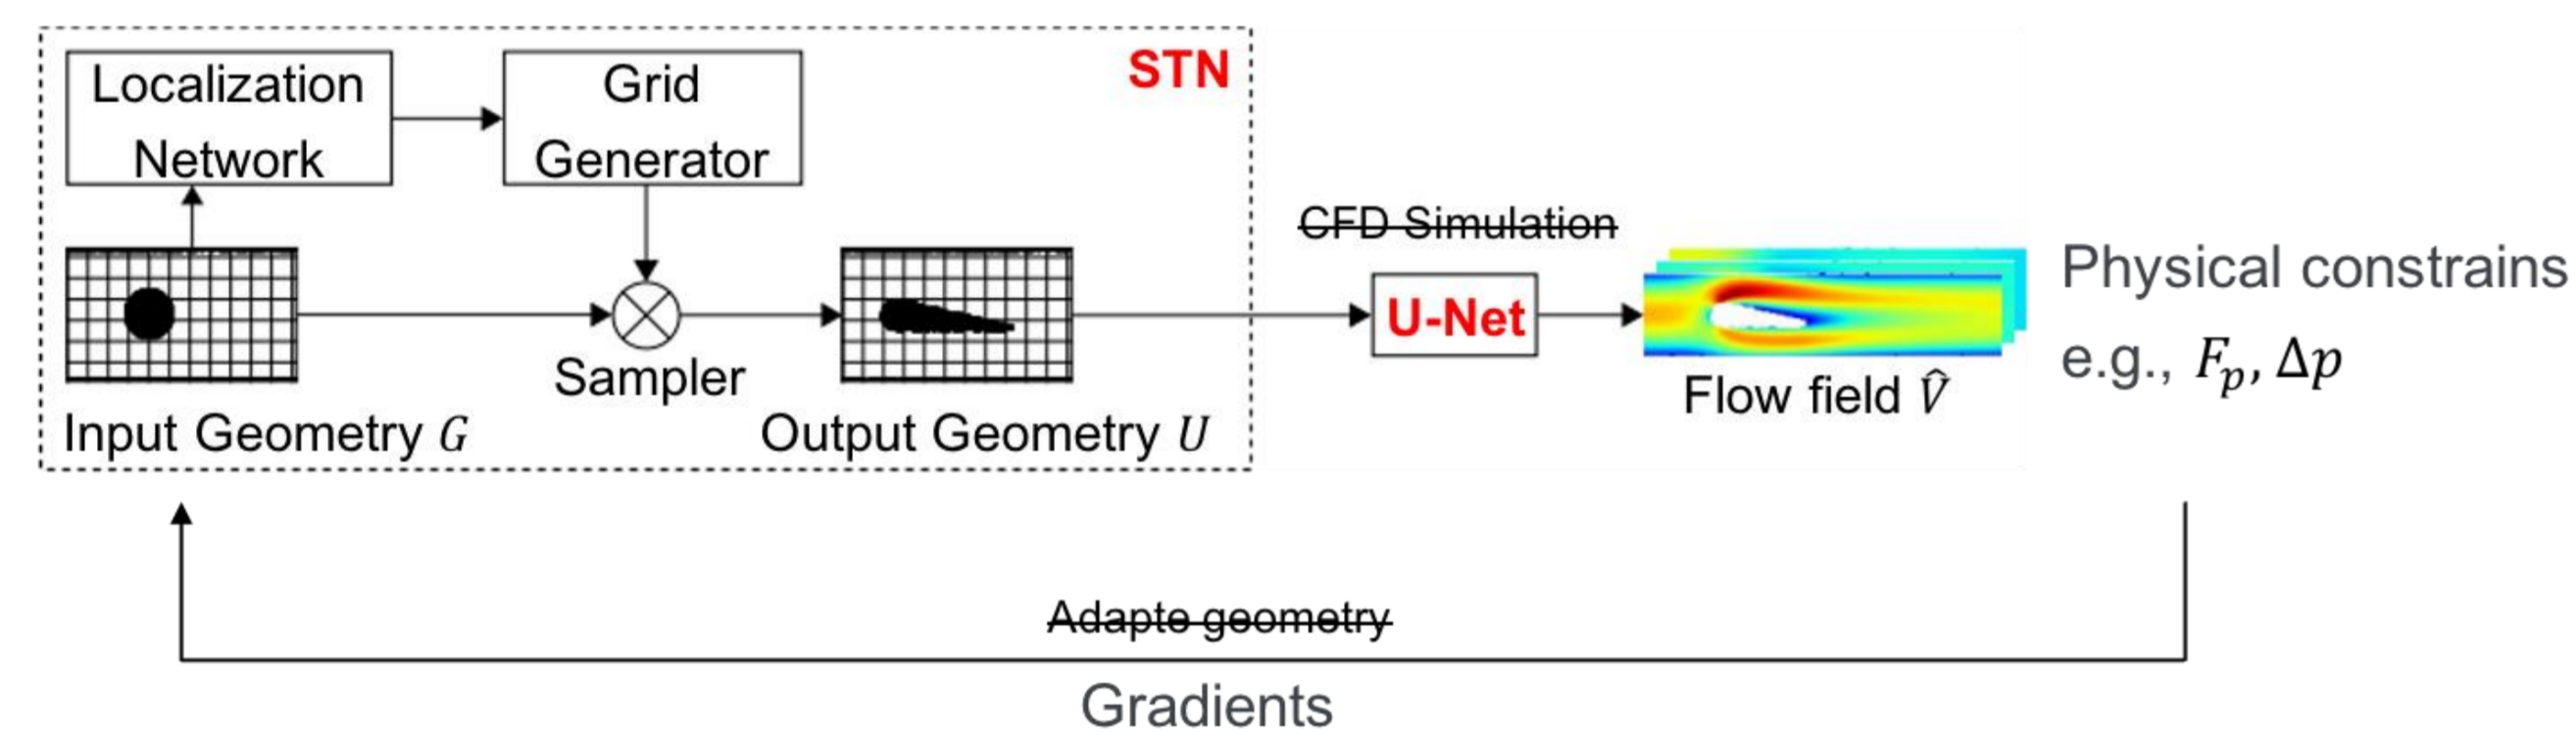 STN
Localization
Network
Grid
Generator
Sampler
Input Geometry G
Output Geometry U
CFD Simulation
U-Net
Flow field V̂
Physical constrains
e.g., Fₚ, Δp
Adapte geometry
Gradients